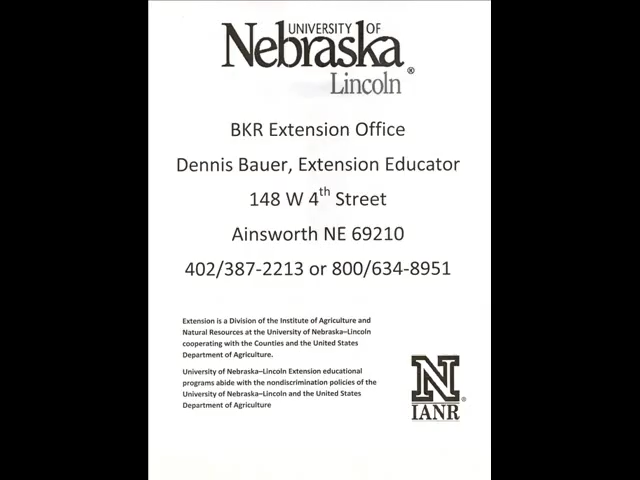 UNIVERSITY OF
Nebraska®
Lincoln
BKR Extension Office
Dennis Bauer, Extension Educator
148 W 4th Street
Ainsworth NE 69210
402/387-2213 or 800/634-8951
Extension is a Division of the Institute of Agriculture and
Natural Resources at the University of Nebraska–Lincoln
cooperating with the Counties and the United States
Department of Agriculture.
University of Nebraska–Lincoln Extension educational
programs abide with the nondiscrimination policies of the
University of Nebraska–Lincoln and the United States
Department of Agriculture
N
IANR®